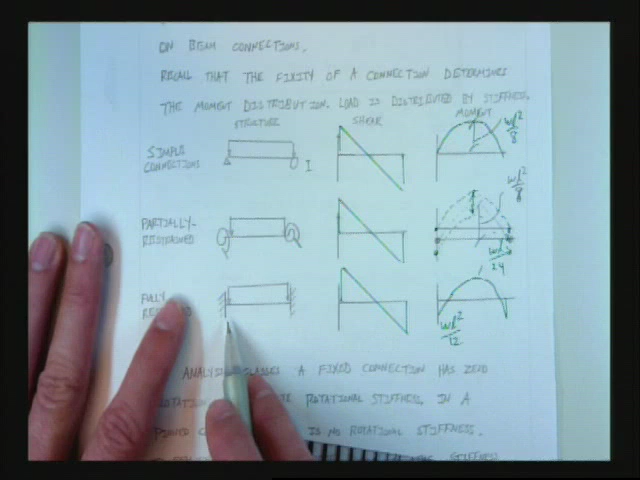 ON BEAM CONNECTIONS.
RECALL THAT THE FIXITY OF A CONNECTION DETERMINES
THE MOMENT DISTRIBUTION. LOAD IS DISTRIBUTED BY STIFFNESS.
STRUCTURE SHEAR MOMENT
SIMPLE
CONNECTIONS
I
wl²/8
PARTIALLY-
RESTRAINED
wl²/8
wl²/24
FULLY
wl²/12
A FIXED CONNECTION HAS ZERO
ROTATIONAL STIFFNESS. IN A
IS NO ROTATIONAL STIFFNESS.